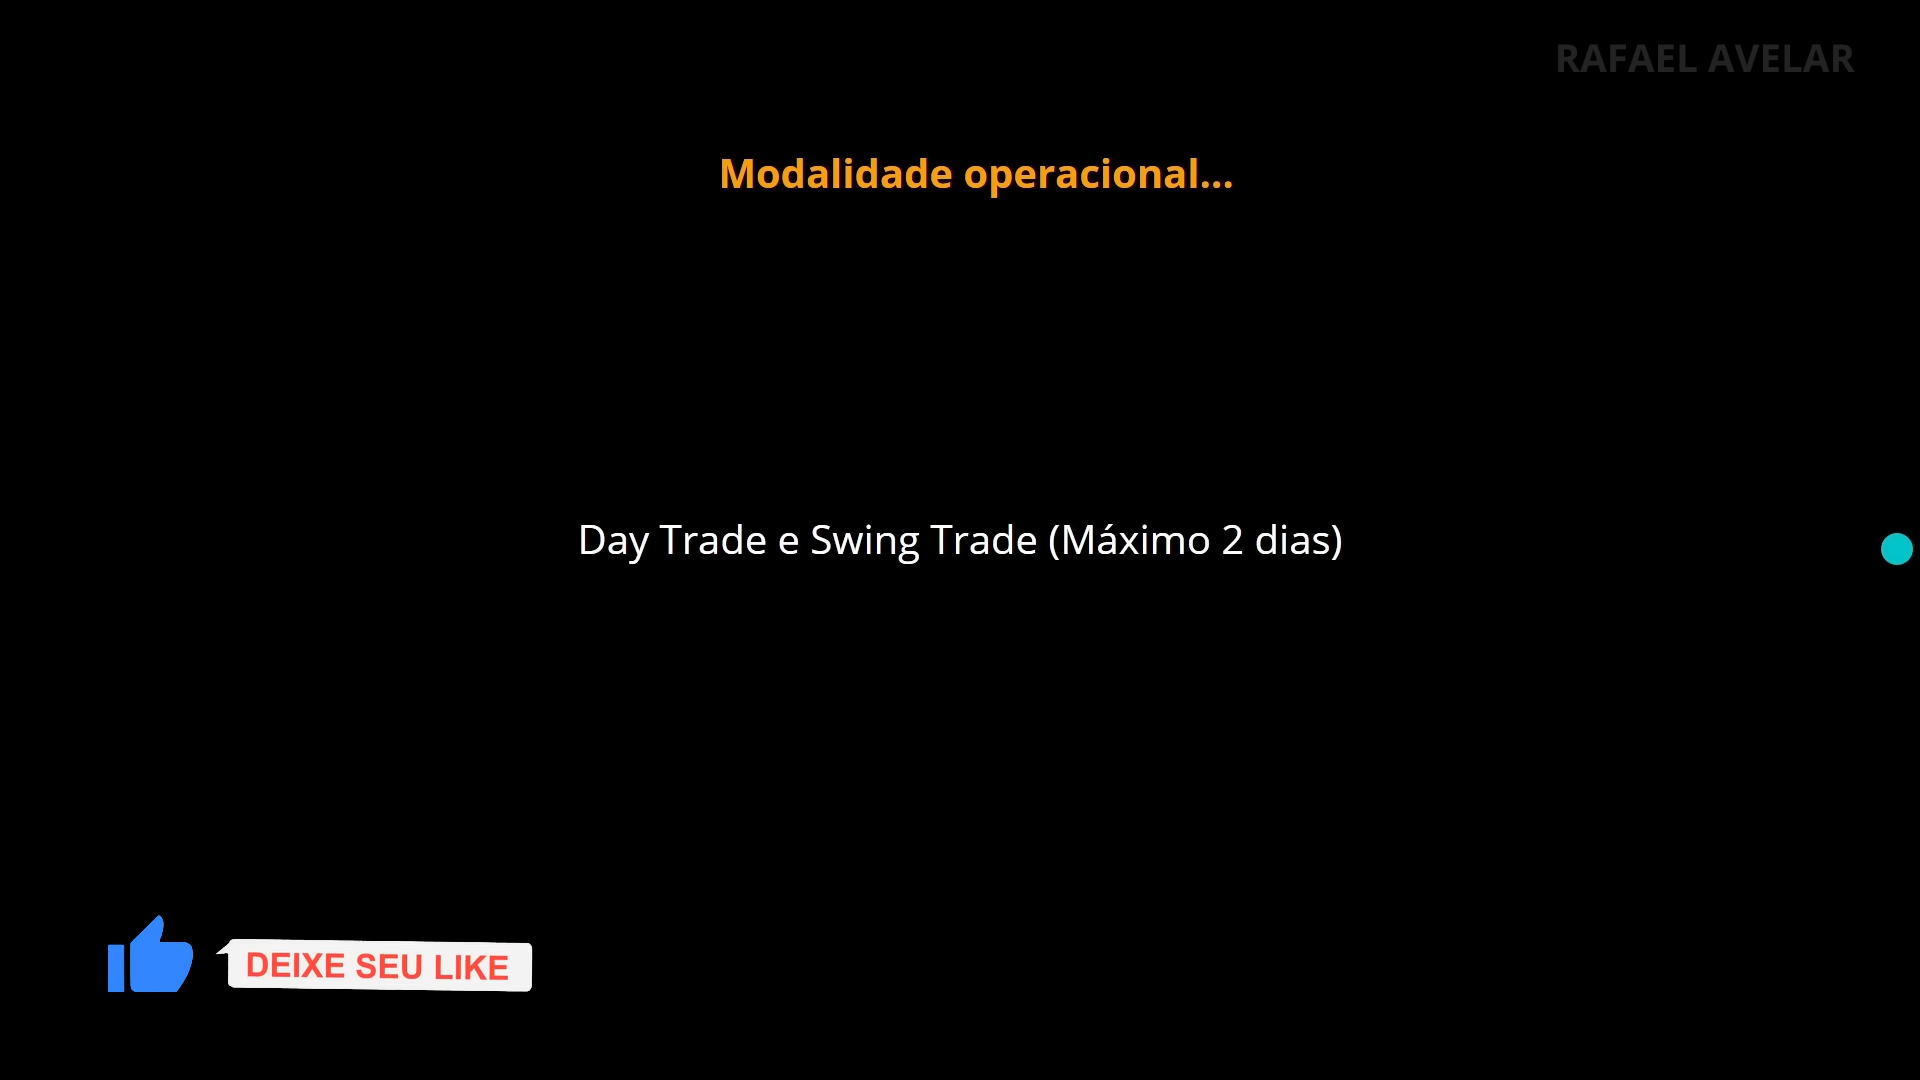 RAFAEL AVELAR
Modalidade operacional...
Day Trade e Swing Trade (Máximo 2 dias)
DEIXE SEU LIKE